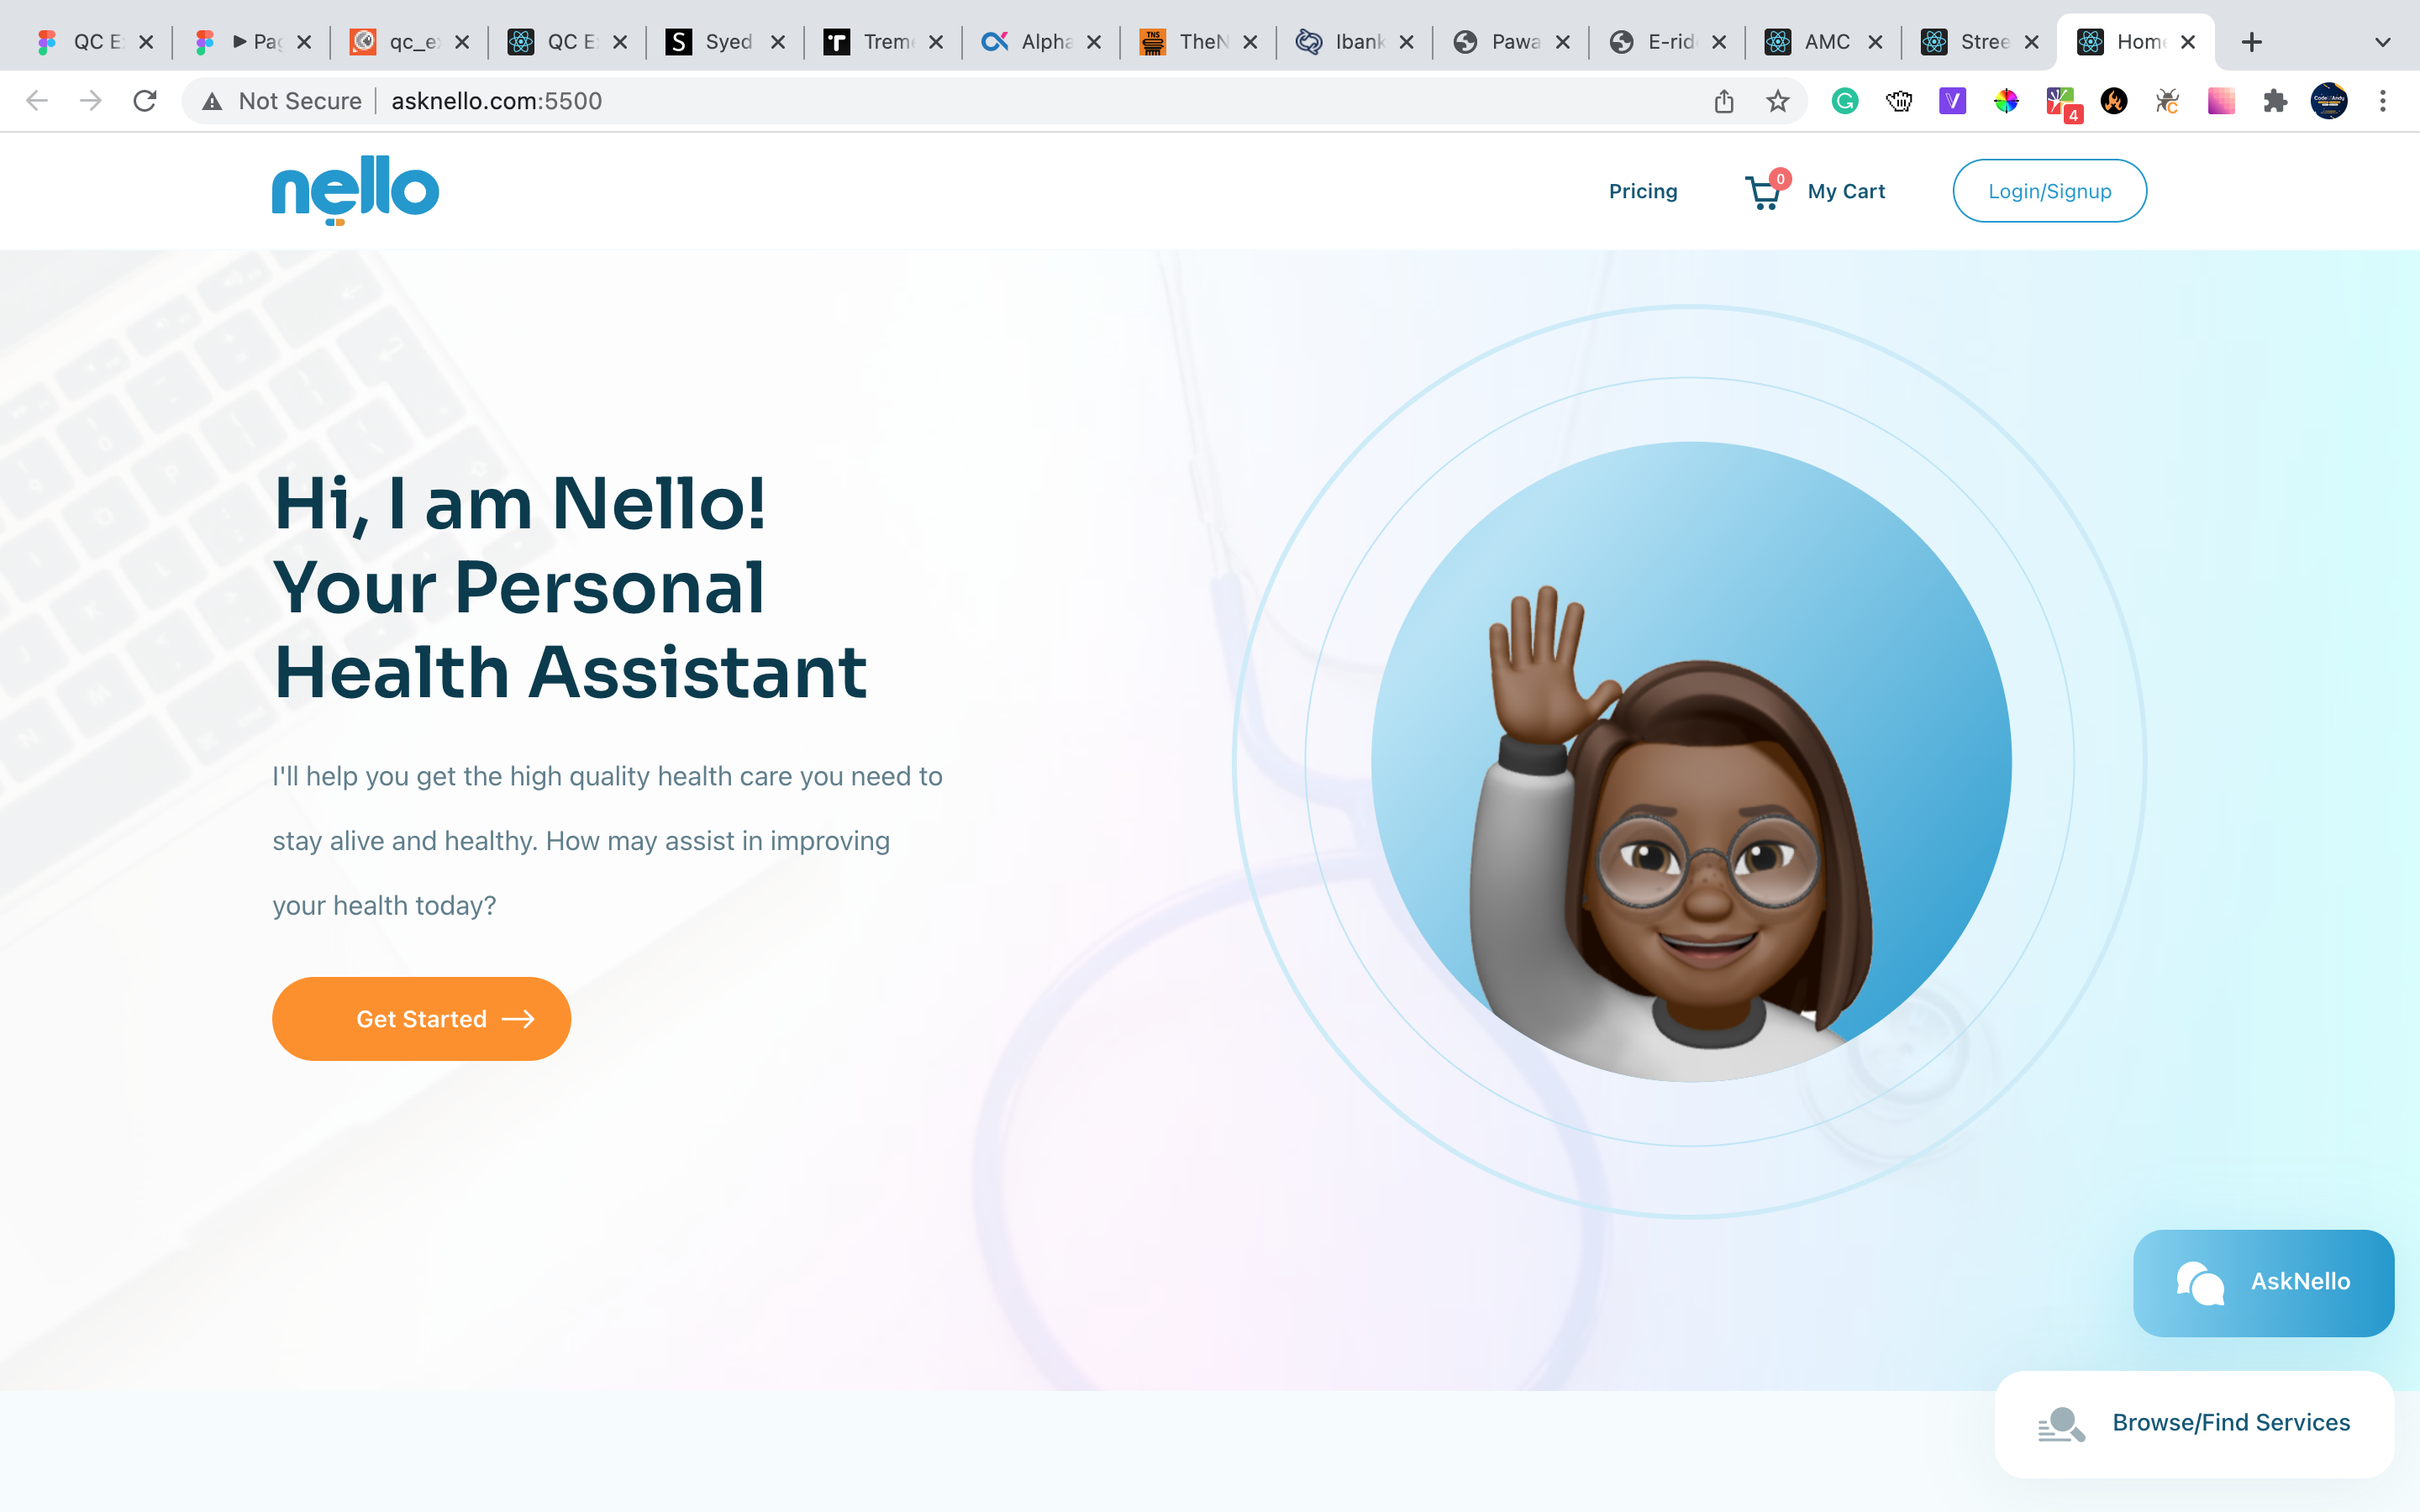 QC E
Pag
qc_e
QC E
Syed
Trem
Alpha
TheN
Ibank
Pawa
E-rid
AMC
Stree
Hom
Not Secure
asknello.com:5500
4
nello
Pricing
0
My Cart
Login/Signup
Hi, I am Nello!
Your Personal
Health Assistant
I'll help you get the high quality health care you need to
stay alive and healthy. How may assist in improving
your health today?
Get Started
AskNello
Browse/Find Services